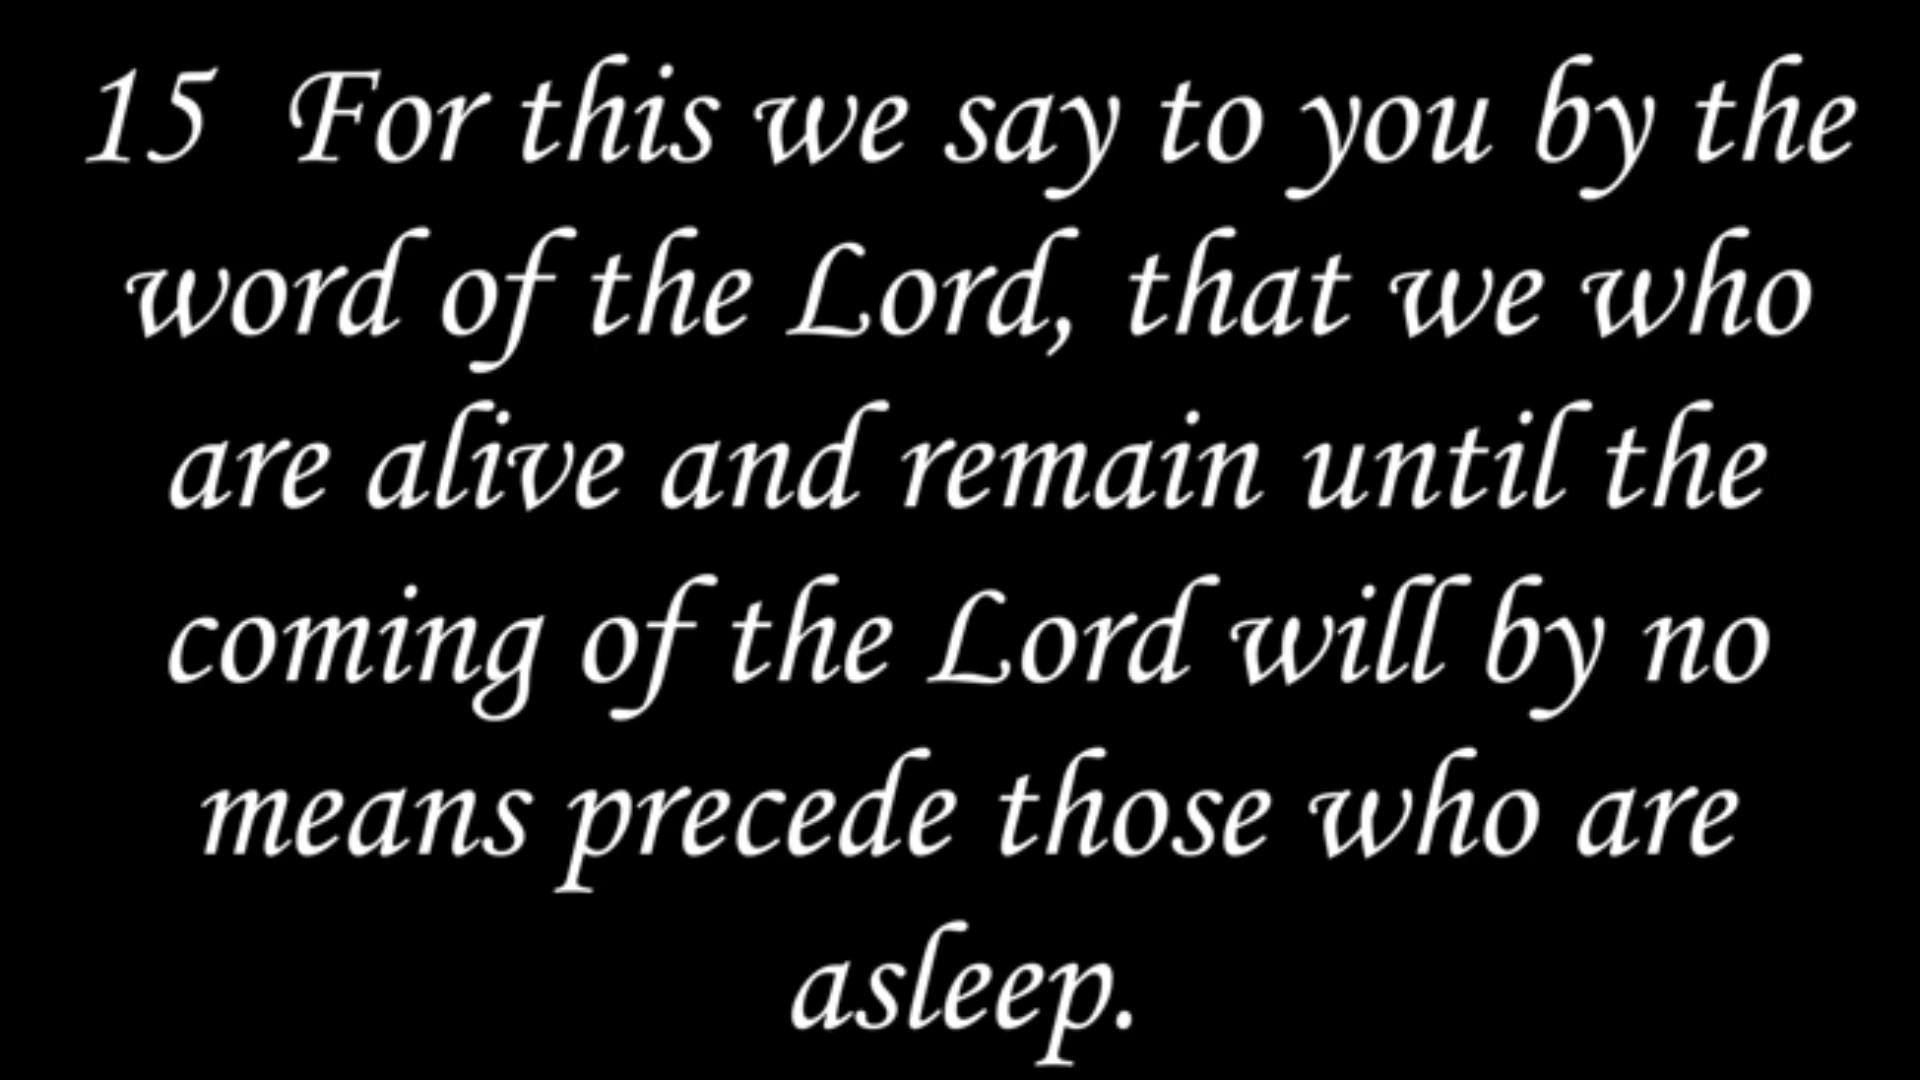 15 For this we say to you by the
word of the Lord, that we who
are alive and remain until the
coming of the Lord will by no
means precede those who are
asleep.